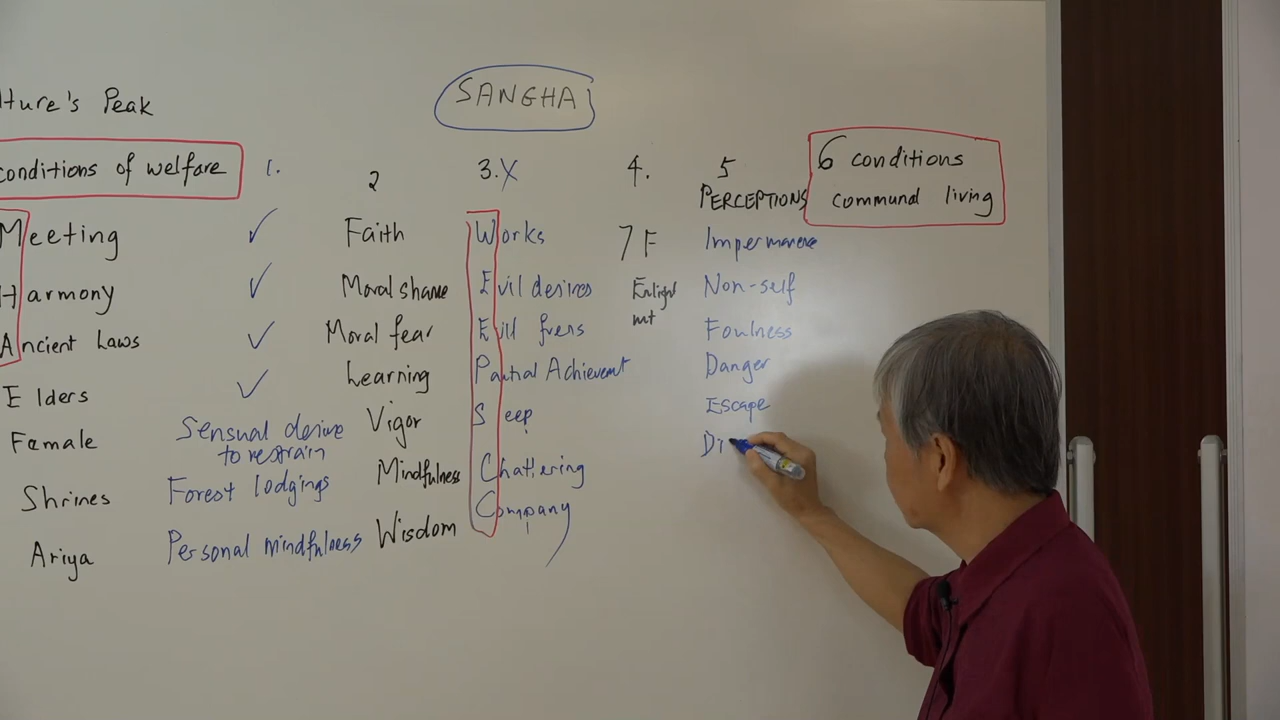 lture's Peak
SANGHA
conditions of welfare
1.
2
3. X
4.
5
PERCEPTIONS
6 conditions
communal living
Meeting
Harmony
Ancient Laws
Elders
Female
Shrines
Ariya
Sensual desire
to restrain
Forest lodgings
Personal mindfulness
Faith
Moral shame
Moral fear
Learning
Vigor
Mindfulness
Wisdom
Works
Evil desires
Partial Achievement
Chattering
Company
7 F
Enlight
mt
Impermanence
Non-self
Foulness
Danger
Escape
Di